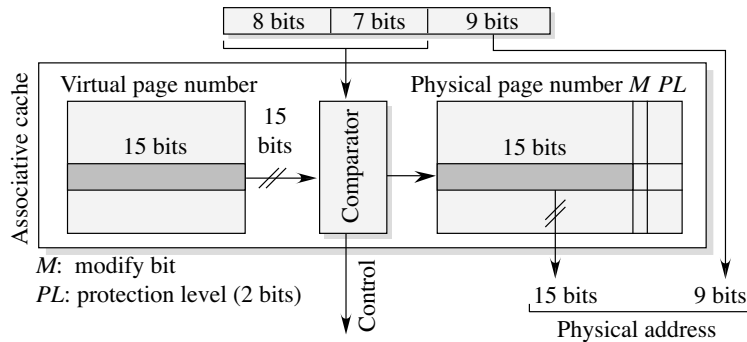 8 bits 7 bits 9 bits
Associative cache
Virtual page number
Physical page number M PL
15 bits
15 bits
Comparator
15 bits
M: modify bit
PL: protection level (2 bits)
Control
15 bits 9 bits
Physical address